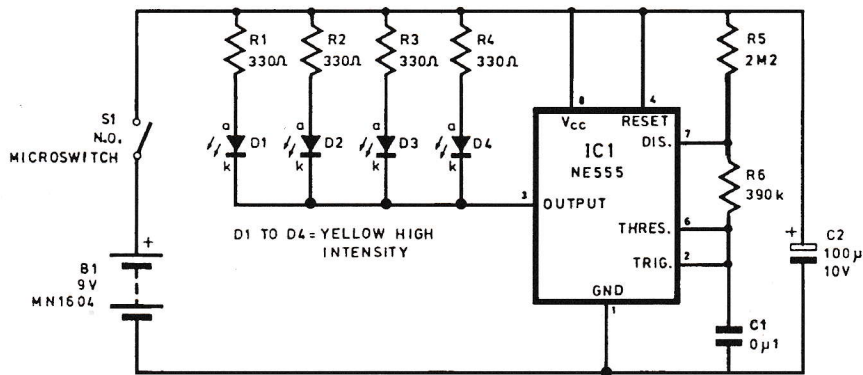 R1
330Ω
R2
330Ω
R3
330Ω
R4
330Ω
R5
2M2
S1
N.O.
MICROSWITCH
a
D1
k
a
D2
k
a
D3
k
a
D4
k
8
4
VCC
RESET
DIS.
7
IC1
NE555
R6
390k
3
OUTPUT
THRES.
6
TRIG.
2
GND
1
D1 TO D4=YELLOW HIGH
INTENSITY
+
B1
9V
MN1604
+
C2
100µ
10V
C1
0µ1